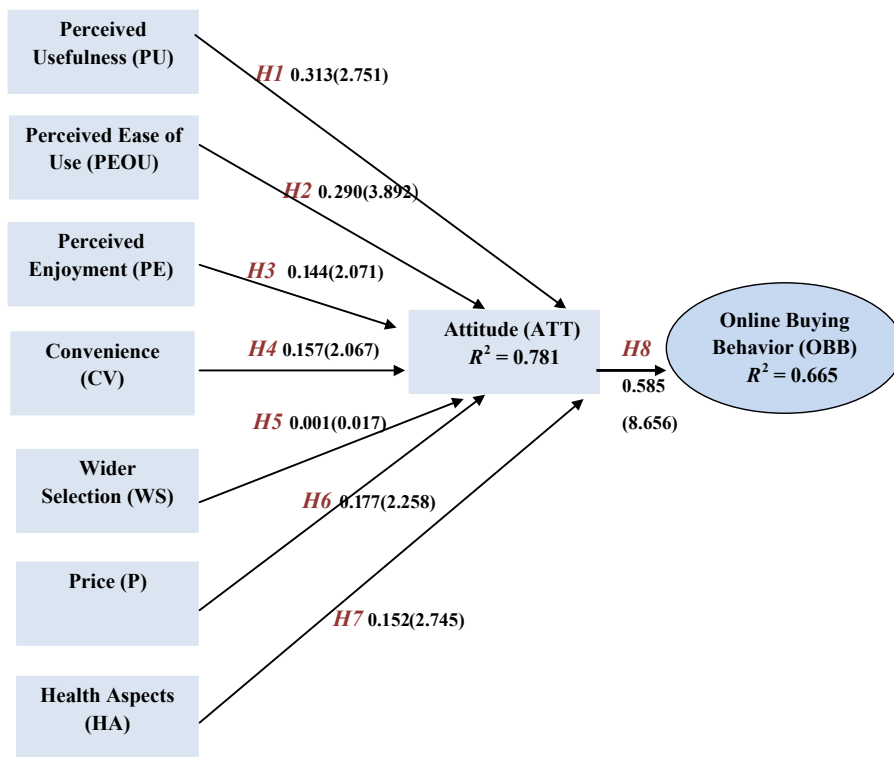 Perceived
Usefulness (PU)
H1 0.313(2.751)
Perceived Ease of
Use (PEOU)
H2 0.290(3.892)
Perceived
Enjoyment (PE)
H3 0.144(2.071)
Convenience
(CV)
H4 0.157(2.067)
Attitude (ATT)
R² = 0.781
H8
0.585
(8.656)
Online Buying
Behavior (OBB)
R² = 0.665
H5 0.001(0.017)
Wider
Selection (WS)
H6 0.177(2.258)
Price (P)
H7 0.152(2.745)
Health Aspects
(HA)